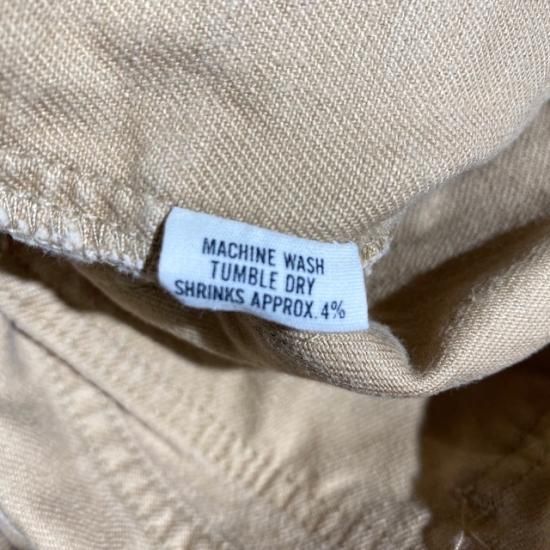 MACHINE WASH
TUMBLE DRY
SHRINKS APPROX. 4%